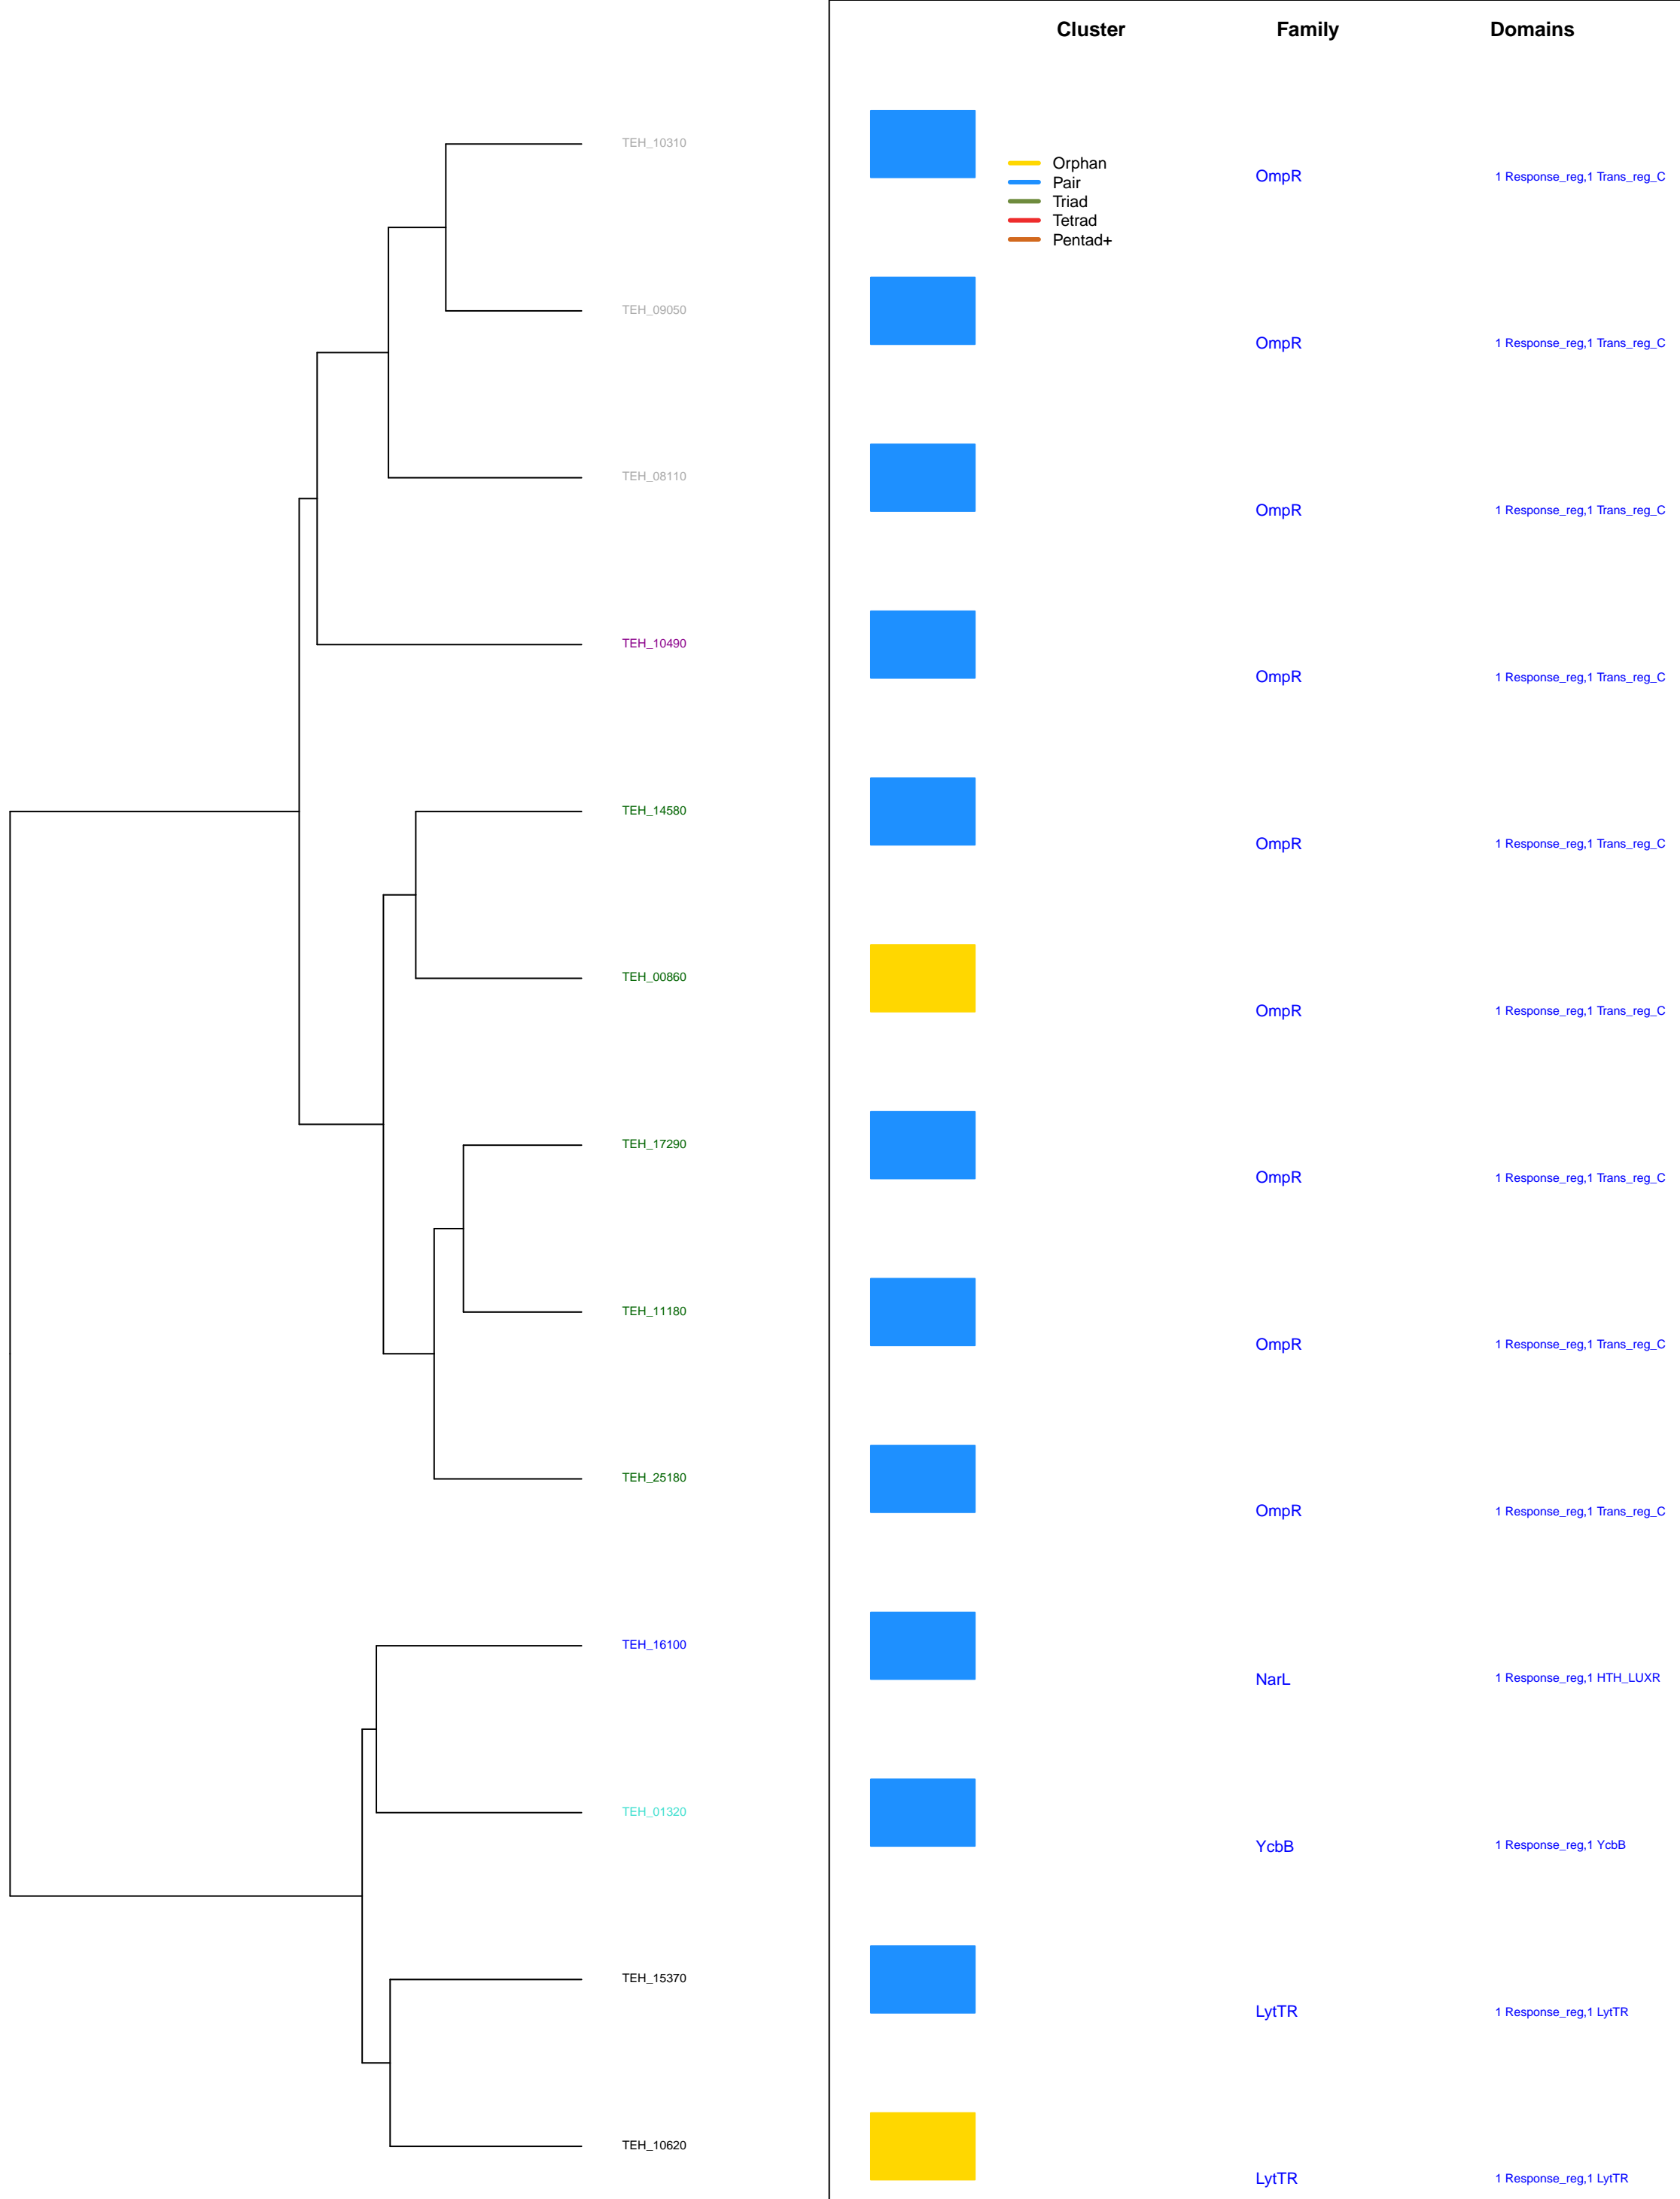 Cluster Family Domains
TEH_10310
Orphan
Pair
OmpR 1 Response_reg,1 Trans_reg_C
Triad
Tetrad
Pentad+
TEH_09050
OmpR 1 Response_reg,1 Trans_reg_C
TEH_08110
OmpR 1 Response_reg,1 Trans_reg_C
TEH_10490
OmpR 1 Response_reg,1 Trans_reg_C
TEH_14580
OmpR 1 Response_reg,1 Trans_reg_C
TEH_00860
OmpR 1 Response_reg,1 Trans_reg_C
TEH_17290
OmpR 1 Response_reg,1 Trans_reg_C
TEH_11180
OmpR 1 Response_reg,1 Trans_reg_C
TEH_25180
OmpR 1 Response_reg,1 Trans_reg_C
TEH_16100
NarL 1 Response_reg,1 HTH_LUXR
TEH_01320
YcbB 1 Response_reg,1 YcbB
TEH_15370
LytTR 1 Response_reg,1 LytTR
TEH_10620
LytTR 1 Response_reg,1 LytTR